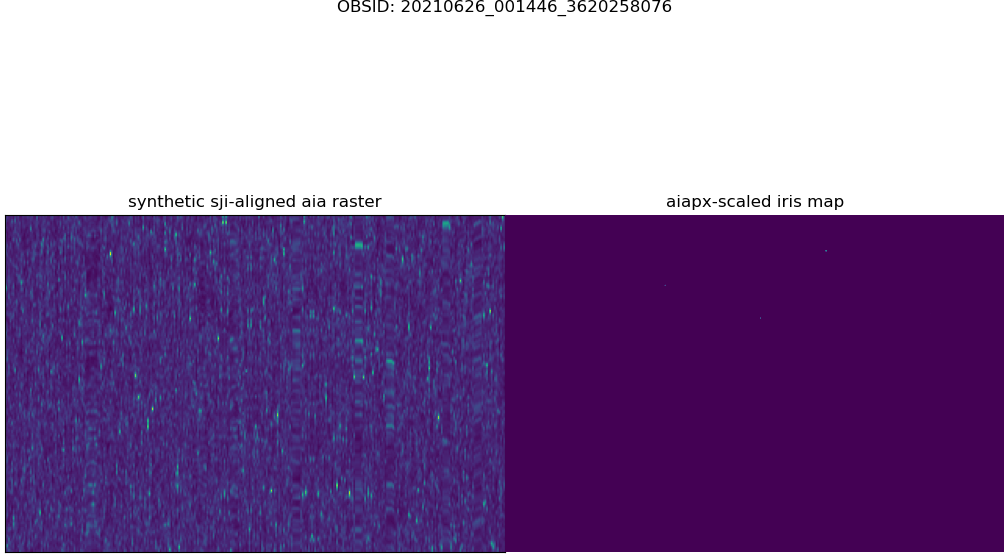 OBSID: 20210626_001446_3620258076
synthetic sji-aligned aia raster
aiapx-scaled iris map